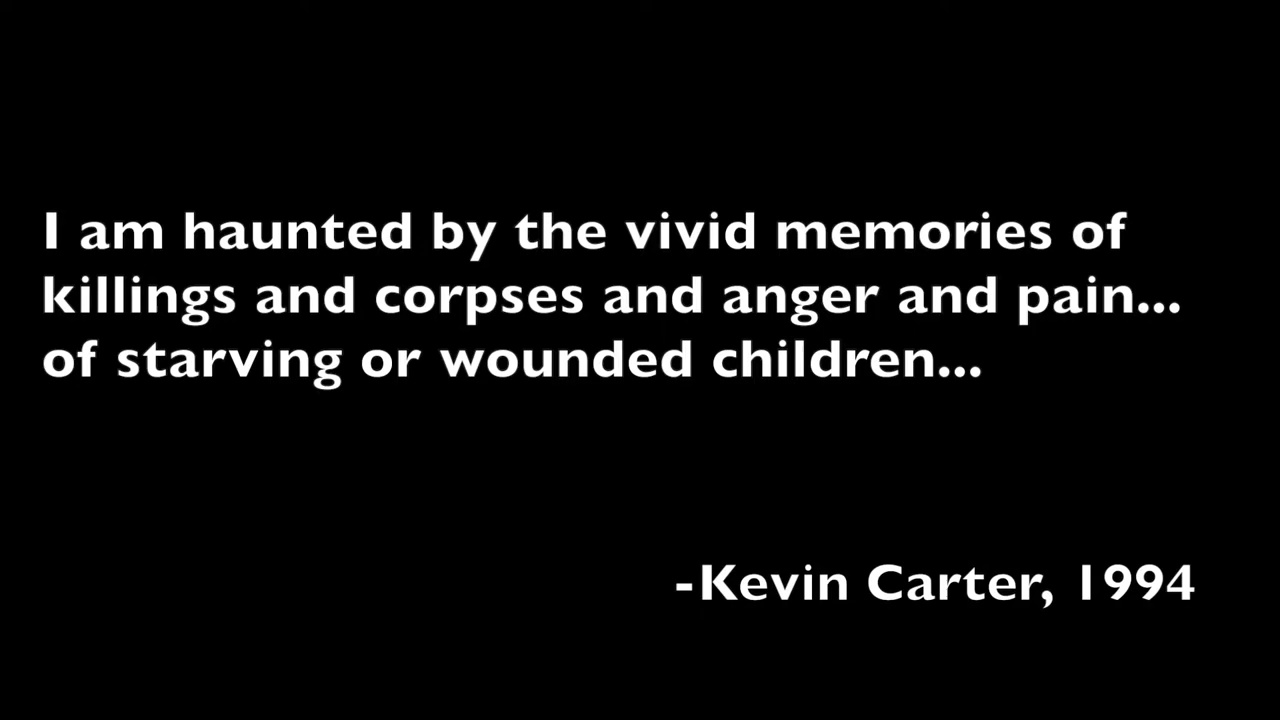 I am haunted by the vivid memories of
killings and corpses and anger and pain...
of starving or wounded children...
-Kevin Carter, 1994